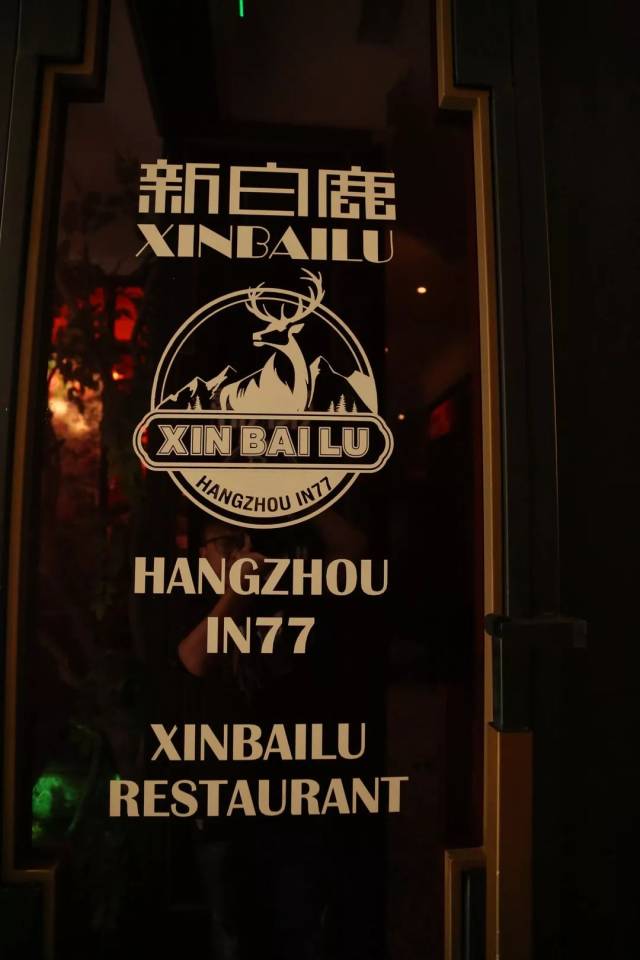 新白鹿
XINBAILU
XIN BAI LU
HANGZHOU IN77
HANGZHOU
IN77
XINBAILU
RESTAURANT